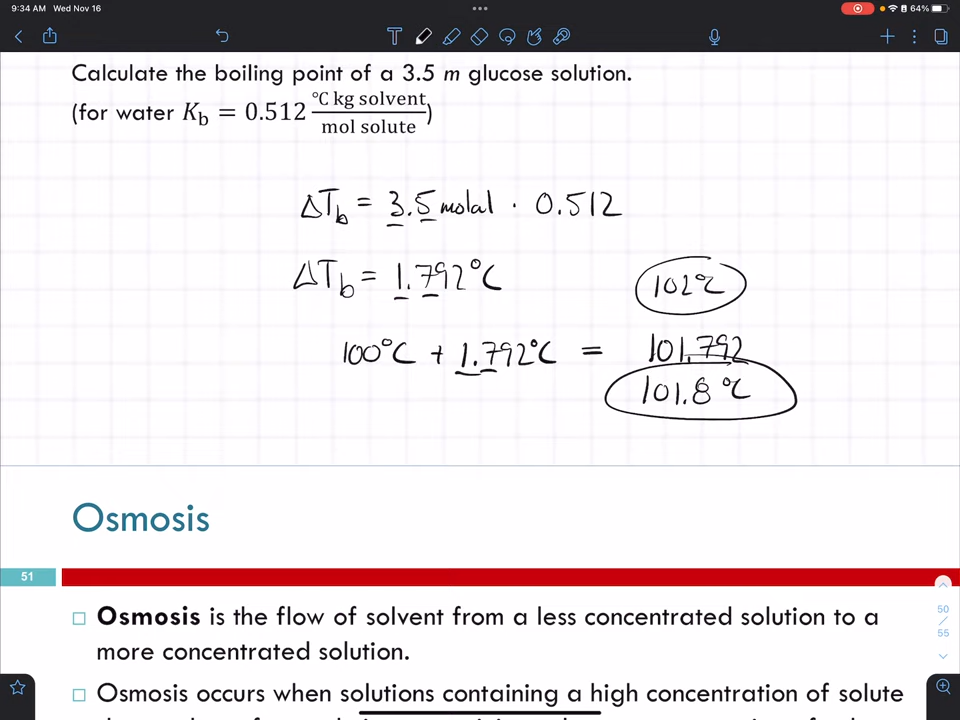 9:34 AM Wed Nov 16
64%
Calculate the boiling point of a 3.5 m glucose solution.
(for water Kb = 0.512 °C kg solvent / mol solute)
ΔTb = 3.5 molal · 0.512
ΔTb = 1.792°C
102°C
100°C + 1.792°C = 101.792
101.8 °C
Osmosis
51
Osmosis is the flow of solvent from a less concentrated solution to a
more concentrated solution.
50
/
55
Osmosis occurs when solutions containing a high concentration of solute